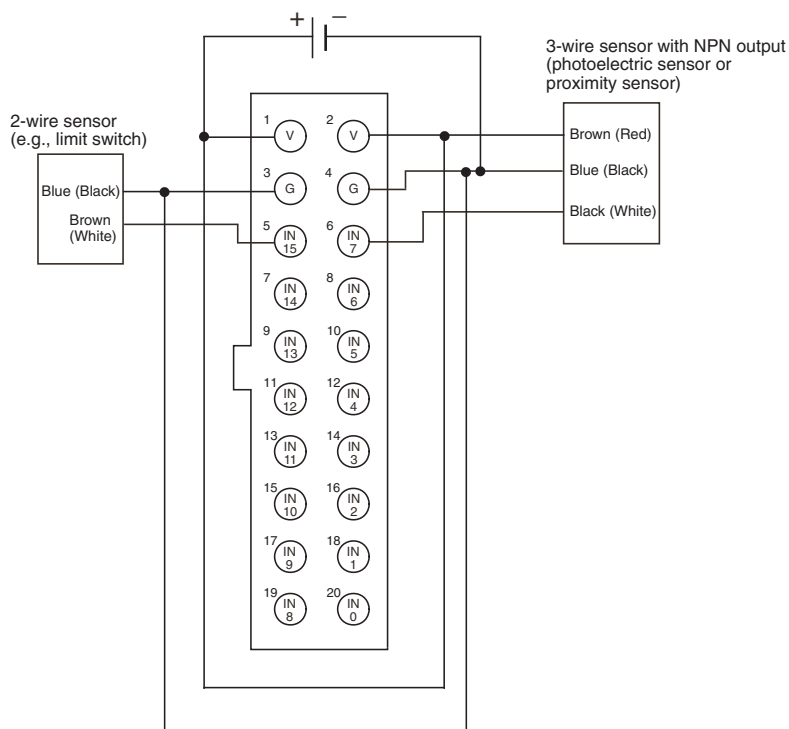 + −
3-wire sensor with NPN output
(photoelectric sensor or
proximity sensor)
2-wire sensor
(e.g., limit switch)
1 V
2 V
Brown (Red)
Blue (Black)
3 G
4 G
Blue (Black)
Brown
(White)
5 IN 15
6 IN 7
Black (White)
7 IN 14
8 IN 6
9 IN 13
10 IN 5
11 IN 12
12 IN 4
13 IN 11
14 IN 3
15 IN 10
16 IN 2
17 IN 9
18 IN 1
19 IN 8
20 IN 0